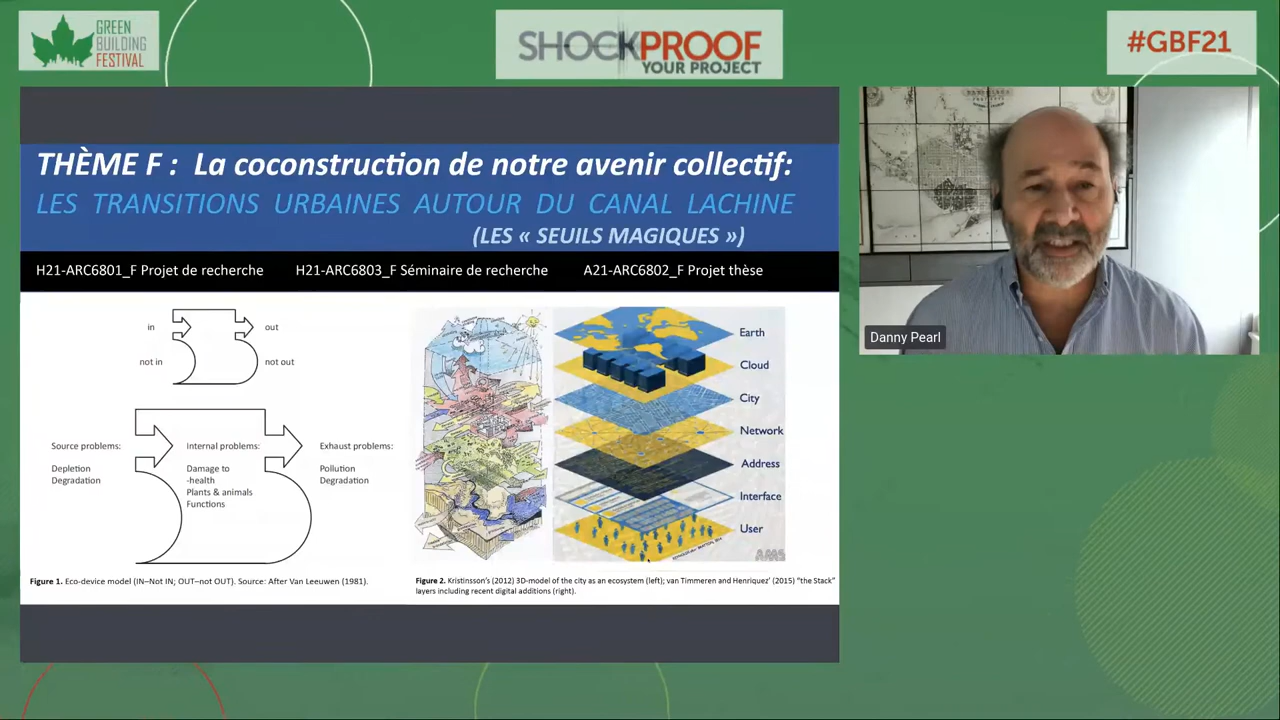 GREEN
BUILDING
FESTIVAL
SHOCKPROOF
YOUR PROJECT
#GBF21
THÈME F : La coconstruction de notre avenir collectif:
LES TRANSITIONS URBAINES AUTOUR DU CANAL LACHINE
(LES « SEUILS MAGIQUES »)
H21-ARC6801_F Projet de recherche H21-ARC6803_F Séminaire de recherche A21-ARC6802_F Projet thèse
in out
not in not out
Source problems:
Depletion
Degradation
Internal problems:
Damage to
-health
Plants & animals
Functions
Exhaust problems:
Pollution
Degradation
Figure 1. Eco-device model (IN–Not IN; OUT–not OUT). Source: After Van Leeuwen (1981).
Earth
Cloud
City
Network
Address
Interface
User
AMS
Figure 2. Kristinsson's (2012) 3D-model of the city as an ecosystem (left); van Timmeren and Henriquez' (2015) "the Stack"
layers including recent digital additions (right).
Danny Pearl